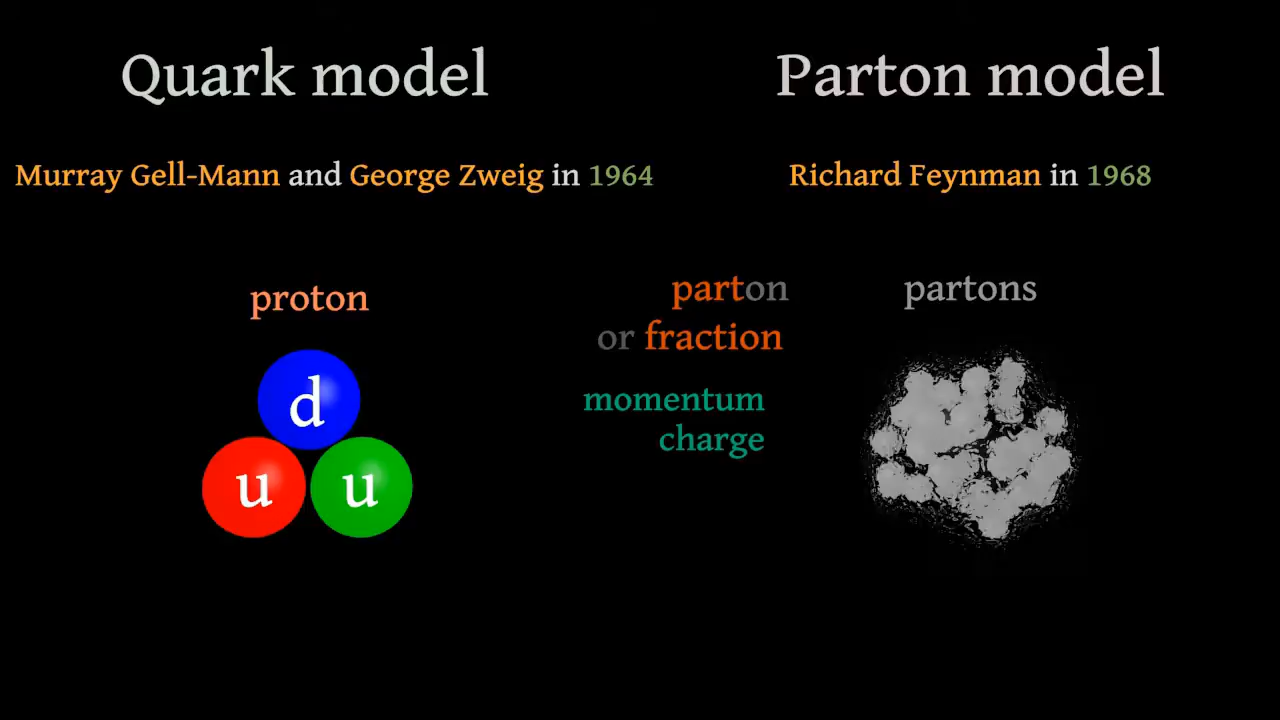 Quark model
Murray Gell-Mann and George Zweig in 1964
proton
d
u
u
Parton model
Richard Feynman in 1968
parton
or fraction
momentum
charge
partons